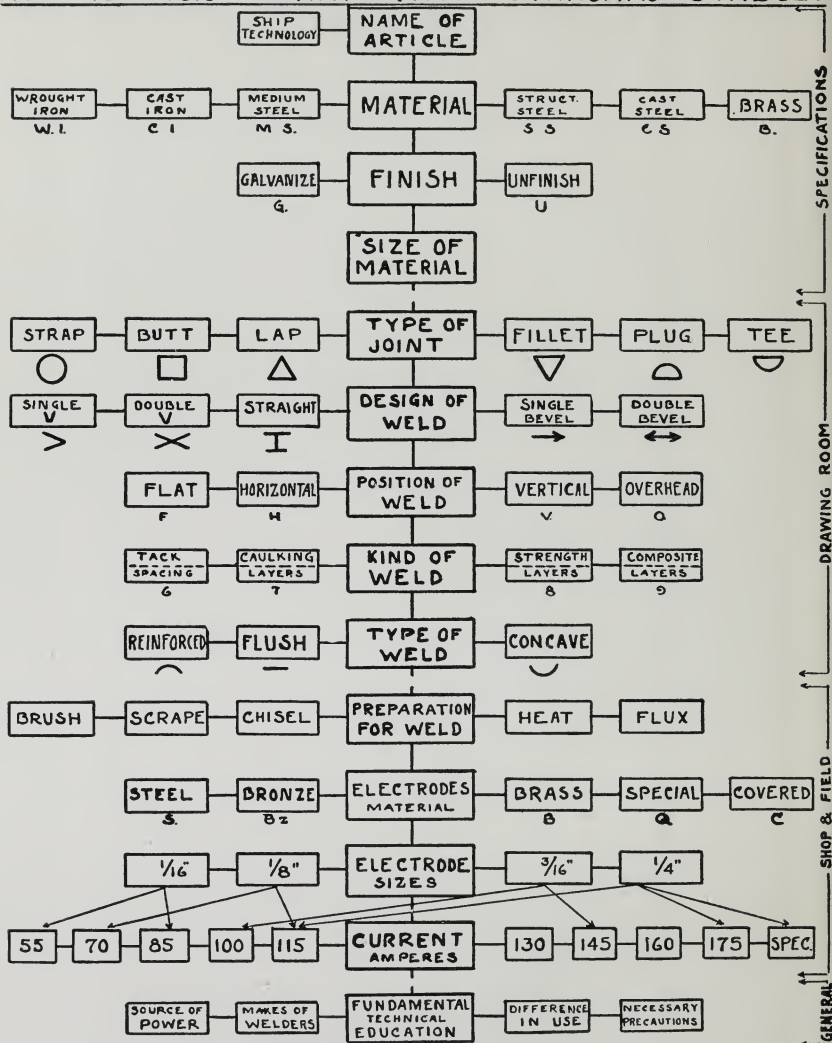 SHIP
TECHNOLOGY
NAME OF
ARTICLE
WROUGHT
IRON
W. I.
CAST
IRON
C I
MEDIUM
STEEL
M S.
MATERIAL
STRUCT.
STEEL
S S
CAST
STEEL
C S
BRASS
B.
GALVANIZE
G.
FINISH
UNFINISH
U
SIZE OF
MATERIAL
SPECIFICATIONS
STRAP
BUTT
LAP
TYPE OF
JOINT
FILLET
PLUG
TEE
SINGLE
V
DOUBLE
V
STRAIGHT
DESIGN OF
WELD
SINGLE
BEVEL
DOUBLE
BEVEL
FLAT
F
HORIZONTAL
H
POSITION OF
WELD
VERTICAL
V.
OVERHEAD
O
TACK
SPACING
6
CAULKING
LAYERS
7
KIND OF
WELD
STRENGTH
LAYERS
8
COMPOSITE
LAYERS
9
REINFORCED
FLUSH
TYPE OF
WELD
CONCAVE
DRAWING ROOM
BRUSH
SCRAPE
CHISEL
PREPARATION
FOR WELD
HEAT
FLUX
STEEL
S.
BRONZE
Bz
ELECTRODES
MATERIAL
BRASS
B
SPECIAL
Q
COVERED
C
1/16"
1/8"
ELECTRODE
SIZES
3/16"
1/4"
55
70
85
100
115
CURRENT
AMPERES
130
145
160
175
SPEC.
SHOP & FIELD
SOURCE OF
POWER
MAKES OF
WELDERS
FUNDAMENTAL
TECHNICAL
EDUCATION
DIFFERENCE
IN USE
NECESSARY
PRECAUTIONS
GENERAL